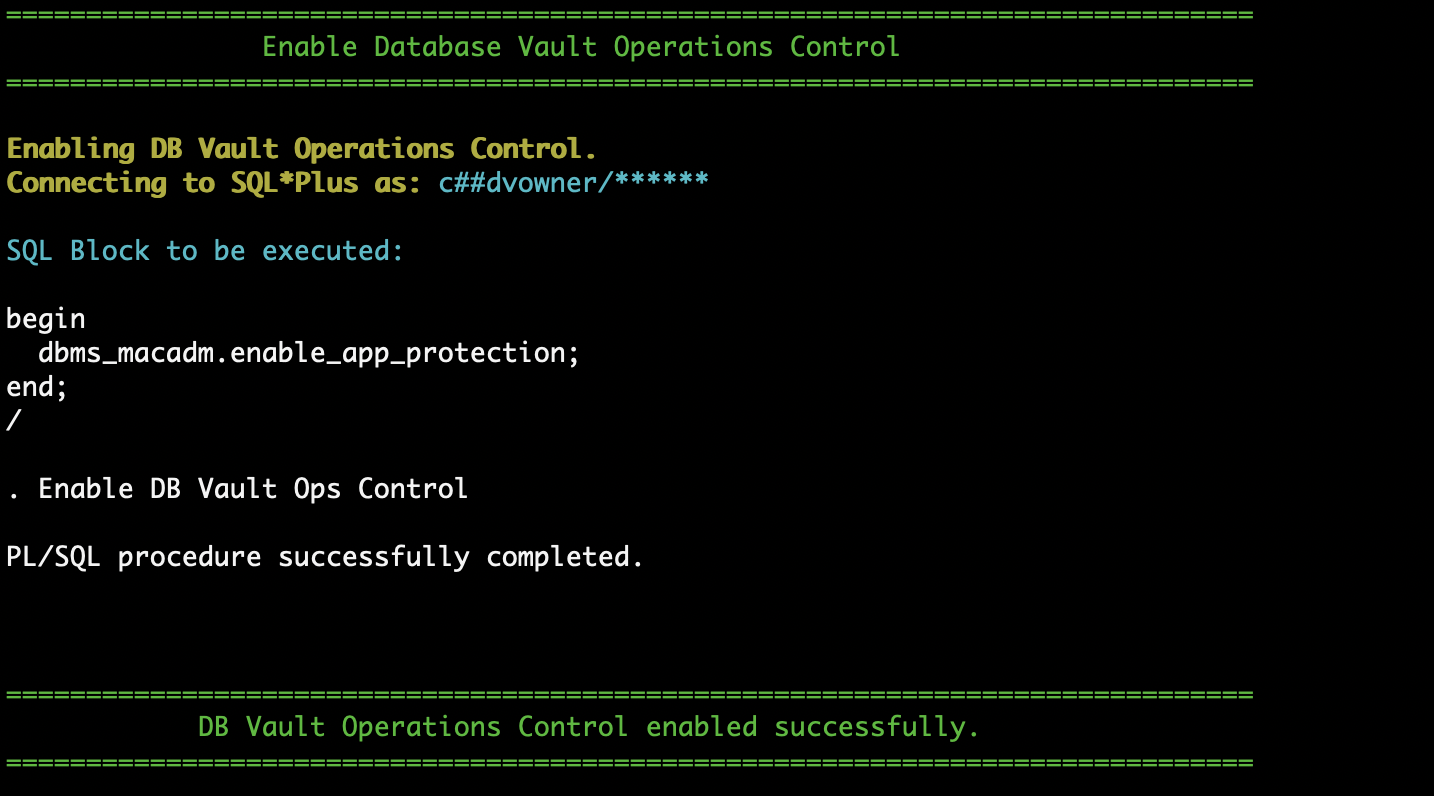 ==============================================================================
Enable Database Vault Operations Control
==============================================================================
Enabling DB Vault Operations Control.
Connecting to SQL*Plus as: c##dvowner/******
SQL Block to be executed:
begin
  dbms_macadm.enable_app_protection;
end;
/
. Enable DB Vault Ops Control
PL/SQL procedure successfully completed.
==============================================================================
DB Vault Operations Control enabled successfully.
==============================================================================